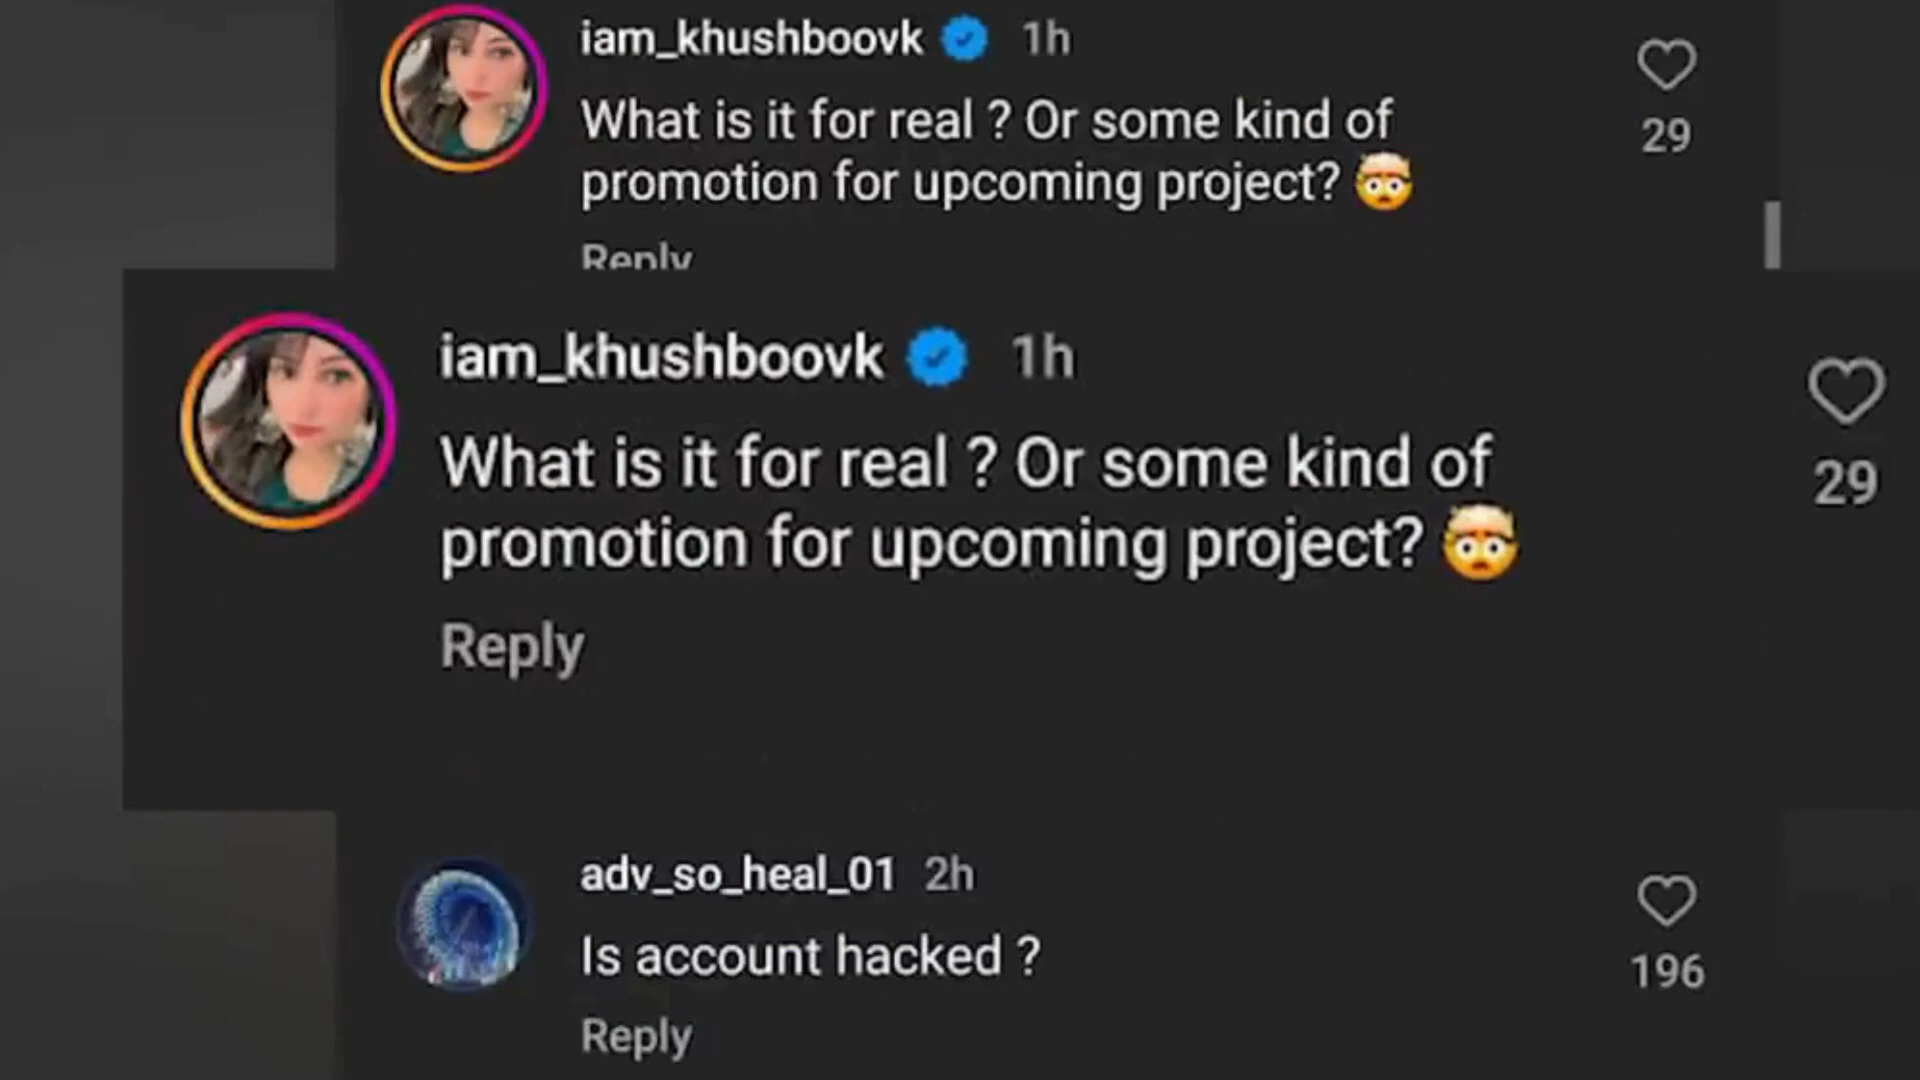 iam_khushboovk 1h
What is it for real ? Or some kind of
promotion for upcoming project? 🤯
29
Reply
iam_khushboovk 1h
What is it for real ? Or some kind of
promotion for upcoming project? 🤯
29
Reply
adv_so_heal_01 2h
Is account hacked ?
196
Reply